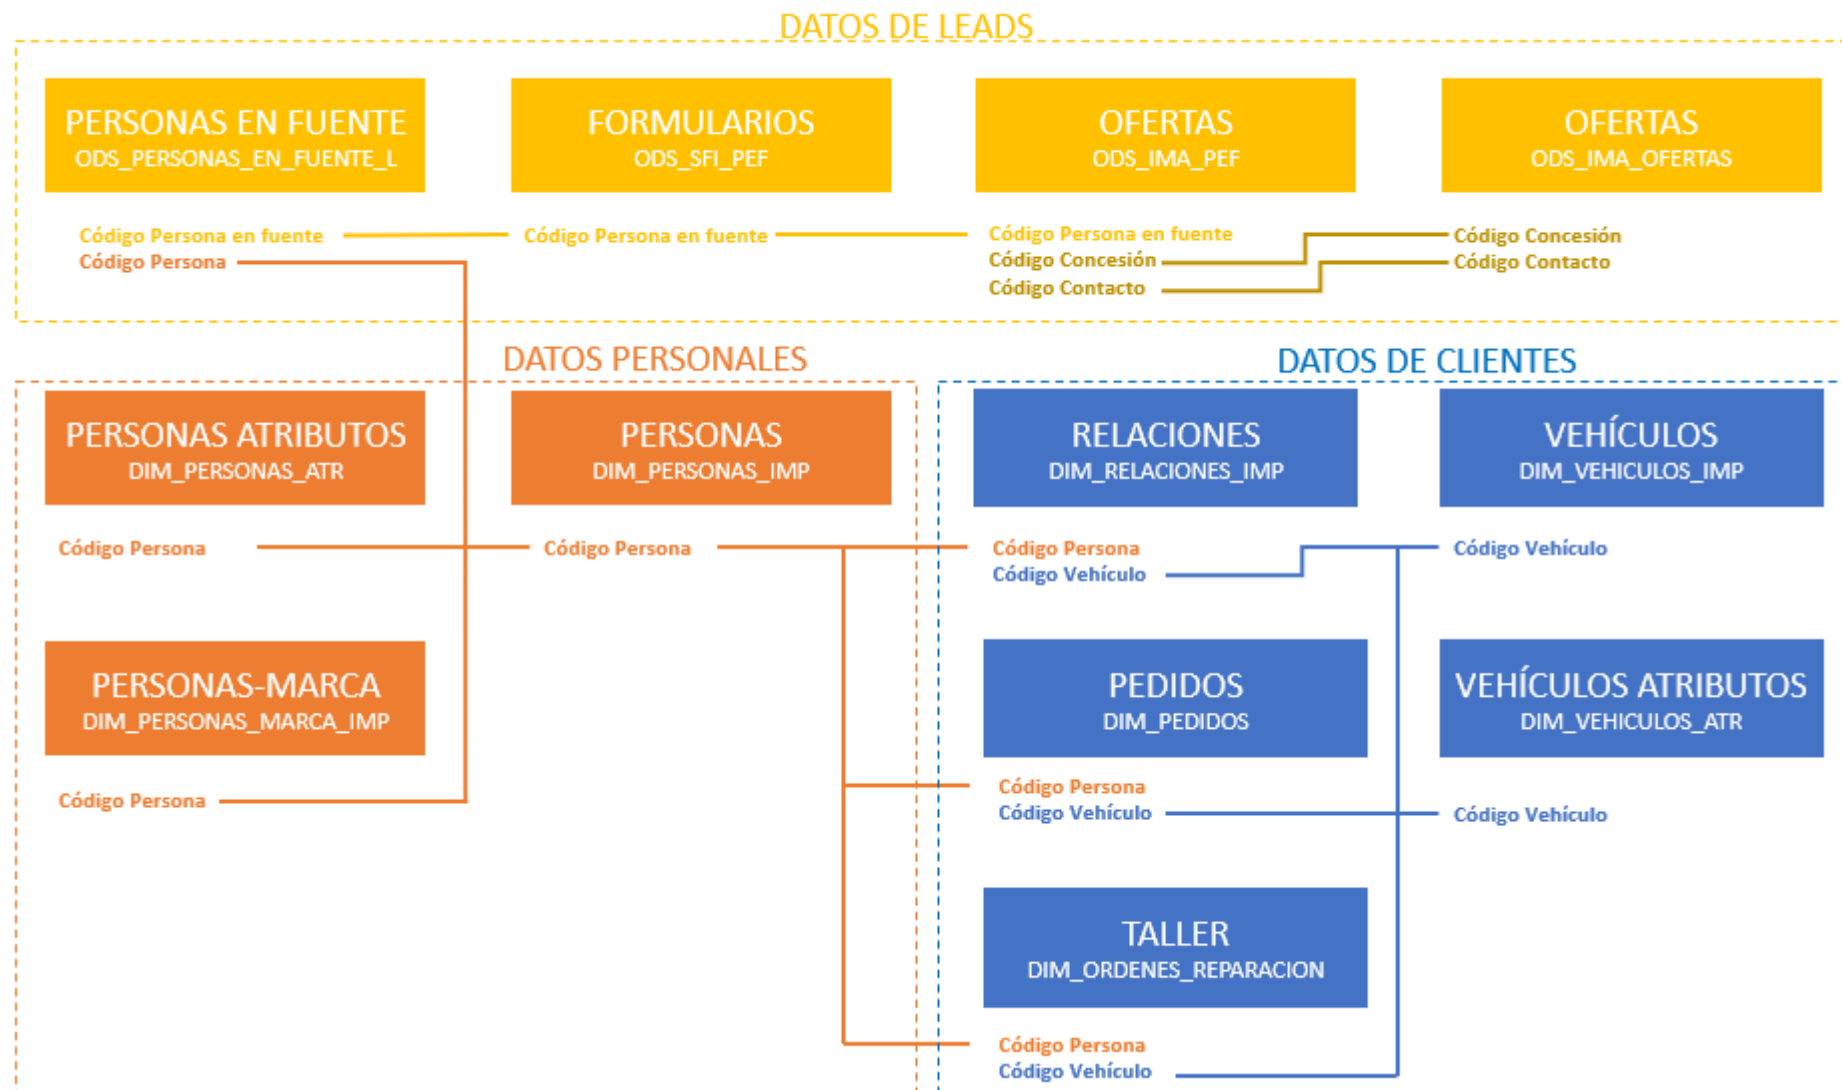 DATOS DE LEADS
PERSONAS EN FUENTE
ODS_PERSONAS_EN_FUENTE_L
FORMULARIOS
ODS_SFI_PEF
OFERTAS
ODS_IMA_PEF
OFERTAS
ODS_IMA_OFERTAS
Código Persona en fuente
Código Persona
Código Persona en fuente
Código Persona en fuente
Código Concesión
Código Contacto
Código Concesión
Código Contacto
DATOS PERSONALES
PERSONAS ATRIBUTOS
DIM_PERSONAS_ATR
PERSONAS
DIM_PERSONAS_IMP
Código Persona
Código Persona
PERSONAS-MARCA
DIM_PERSONAS_MARCA_IMP
Código Persona
DATOS DE CLIENTES
RELACIONES
DIM_RELACIONES_IMP
VEHÍCULOS
DIM_VEHICULOS_IMP
Código Persona
Código Vehículo
Código Vehículo
PEDIDOS
DIM_PEDIDOS
VEHÍCULOS ATRIBUTOS
DIM_VEHICULOS_ATR
Código Persona
Código Vehículo
Código Vehículo
TALLER
DIM_ORDENES_REPARACION
Código Persona
Código Vehículo